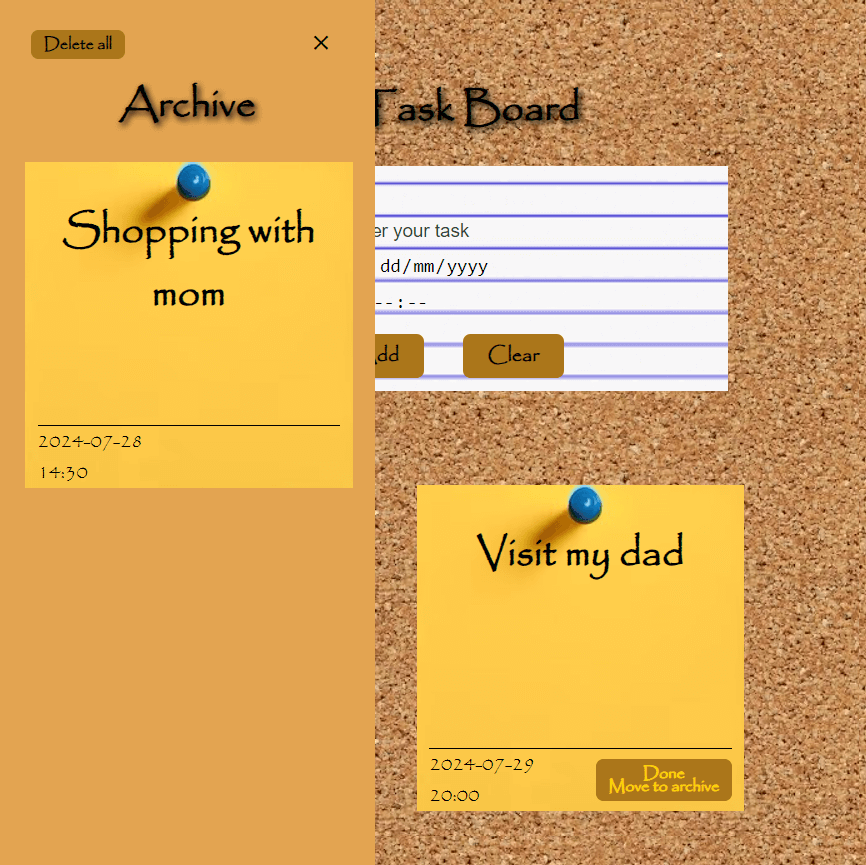 Delete all
Archive
Shopping with
mom
2024-07-28
14:30
Task Board
er your task
dd/mm/yyyy
--:--
dd
Clear
Visit my dad
2024-07-29
20:00
Done
Move to archive